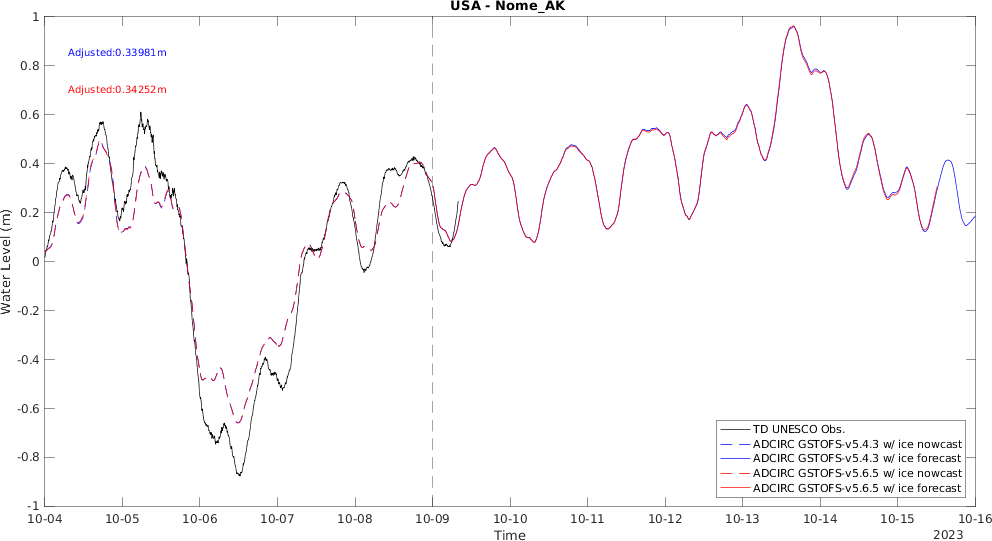 USA - Nome_AK
Adjusted:0.33981m
Adjusted:0.34252m
Water Level (m)
1
0.8
0.6
0.4
0.2
0
-0.2
-0.4
-0.6
-0.8
-1
TD UNESCO Obs.
ADCIRC GSTOFS-v5.4.3 w/ ice nowcast
ADCIRC GSTOFS-v5.4.3 w/ ice forecast
ADCIRC GSTOFS-v5.6.5 w/ ice nowcast
ADCIRC GSTOFS-v5.6.5 w/ ice forecast
10-04 10-05 10-06 10-07 10-08 10-09 10-10 10-11 10-12 10-13 10-14 10-15 10-16
Time
2023